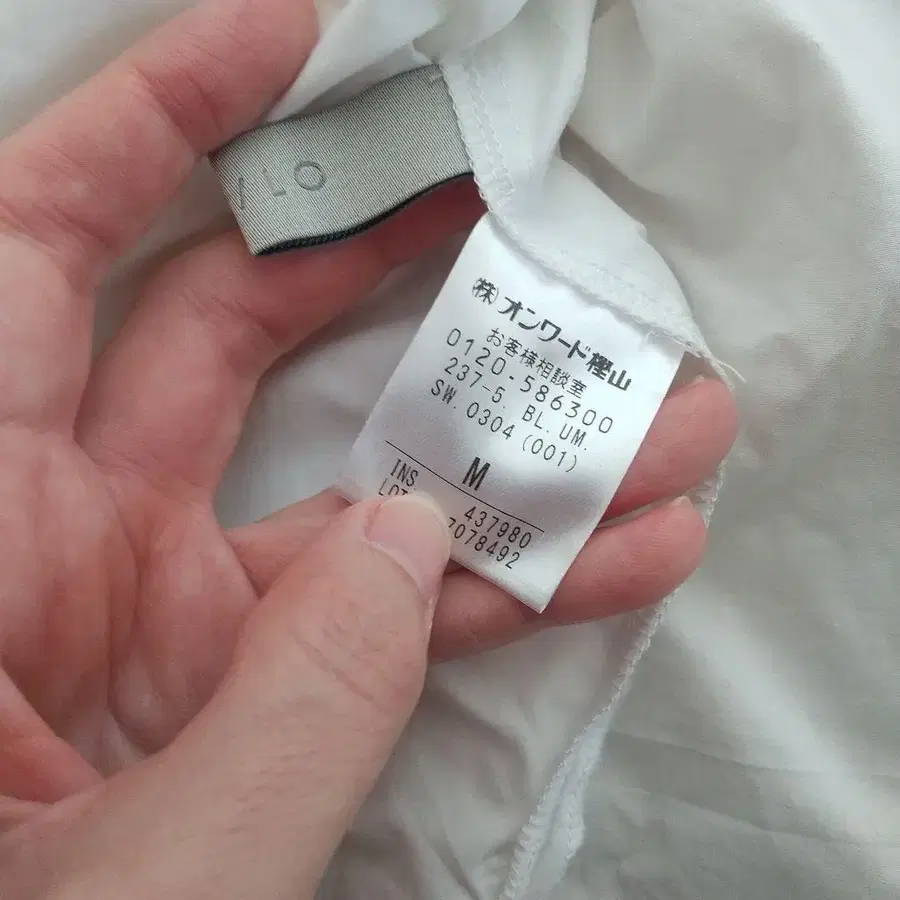 LO
㈱オンワード樫山
お客様相談室
0120-586300
237-5. BL. UM.
SW. 0304 (001)
M
INS. 437980
7078492